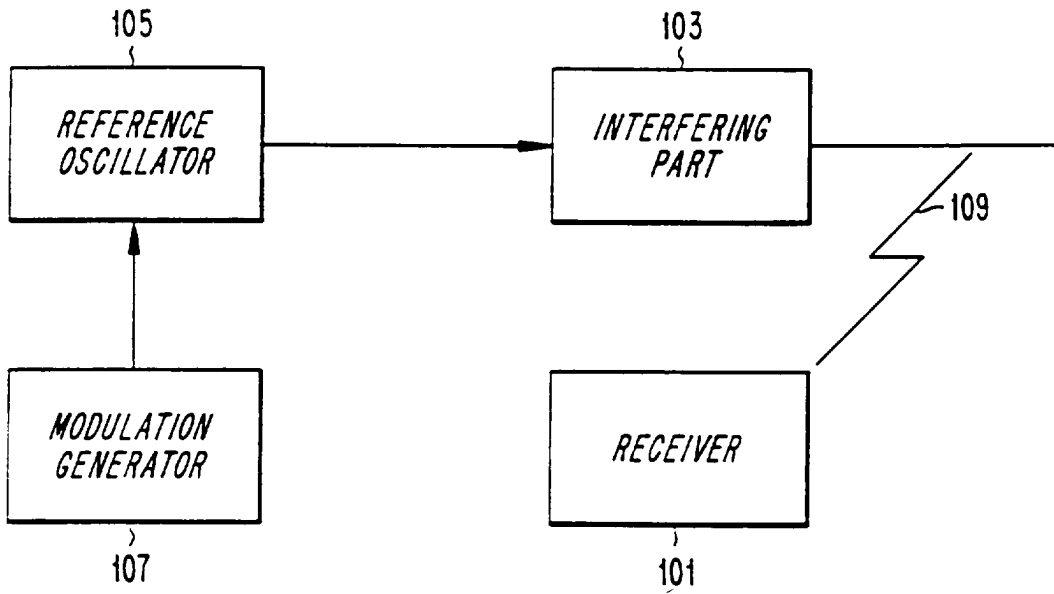 105
103
REFERENCE
OSCILLATOR
INTERFERING
PART
109
MODULATION
GENERATOR
RECEIVER
107
101